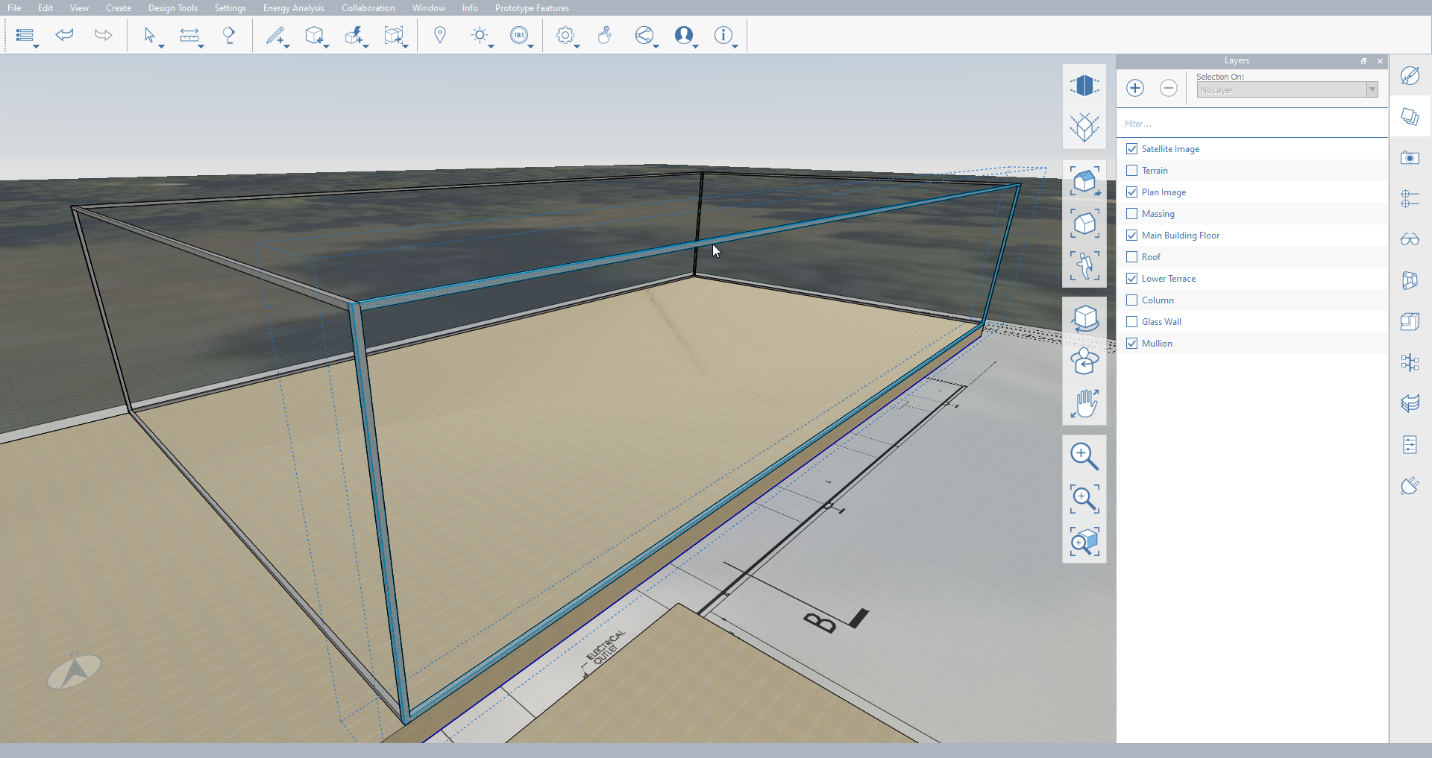 File Edit View Create Design Tools Settings Energy Analysis Collaboration Window Info Prototype Features
Layers
Selection On:
No Layer
Filter...
Satellite Image
Terrain
Plan Image
Massing
Main Building Floor
Roof
Lower Terrace
Column
Glass Wall
Mullion
B
ELECTRICAL
OUTLET